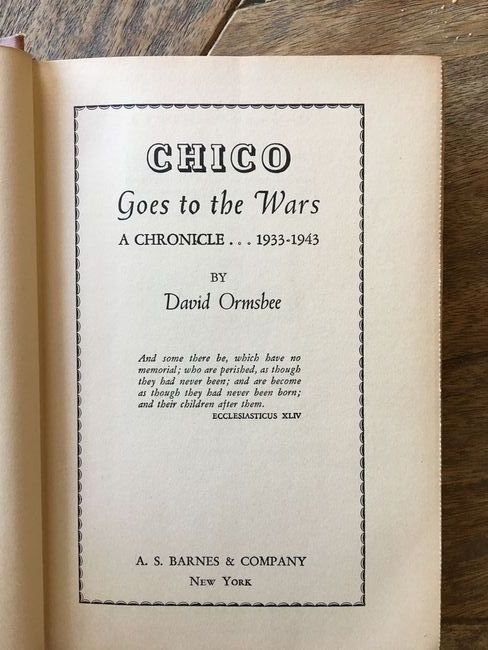 CHICO
Goes to the Wars
A CHRONICLE . . . 1933-1943
BY
David Ormsbee
And some there be, which have no
memorial; who are perished, as though
they had never been; and are become
as though they had never been born;
and their children after them.
ECCLESIASTICUS XLIV
A. S. BARNES & COMPANY
NEW YORK